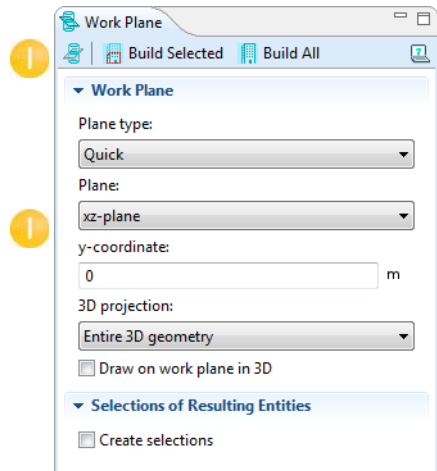 Work Plane
Build Selected Build All
Work Plane
Plane type:
Quick
Plane:
xz-plane
y-coordinate:
0 m
3D projection:
Entire 3D geometry
Draw on work plane in 3D
Selections of Resulting Entities
Create selections